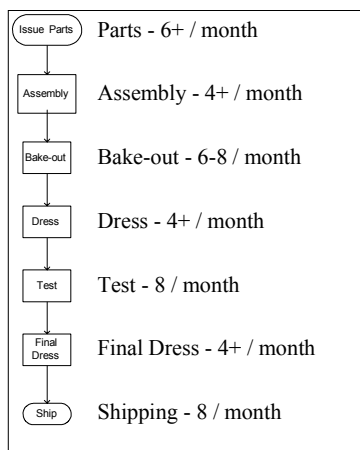 Issue Parts
Parts - 6+ / month
Assembly
Assembly - 4+ / month
Bake-out
Bake-out - 6-8 / month
Dress
Dress - 4+ / month
Test
Test - 8 / month
Final
Dress
Final Dress - 4+ / month
Ship
Shipping - 8 / month